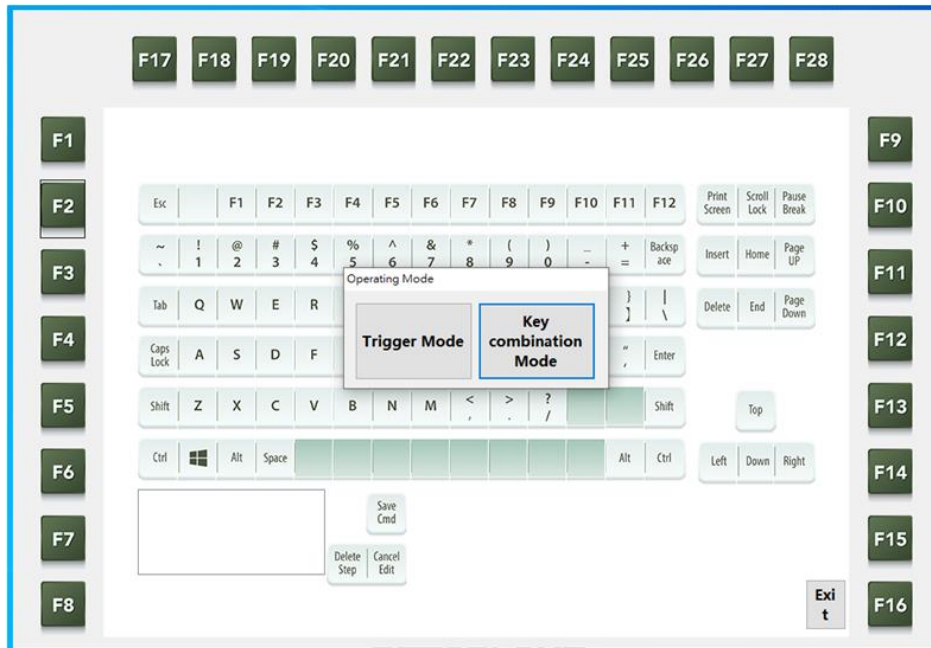 F17 F18 F19 F20 F21 F22 F23 F24 F25 F26 F27 F28
F1 F9
Esc F1 F2 F3 F4 F5 F6 F7 F8 F9 F10 F11 F12 Print Scroll Pause
Screen Lock Break
F2 F10
~ ! @ # $ % ^ & * ( ) _ + Backsp
` 1 2 3 4 5 6 7 8 9 0 - = ace
Insert Home Page
UP
F3 F11
Operating Mode
Tab Q W E R } |
] \
Delete End Page
Down
Trigger Mode
Key
combination
Mode
F4 F12
Caps
Lock A S D F " Enter
,
F5 F13
Shift Z X C V B N M < > ? Shift
, . /
Top
Ctrl Alt Space Alt Ctrl Left Down Right
F6 F14
Save
Cmd
F7 F15
Delete Cancel
Step Edit
Exi
t
F8 F16